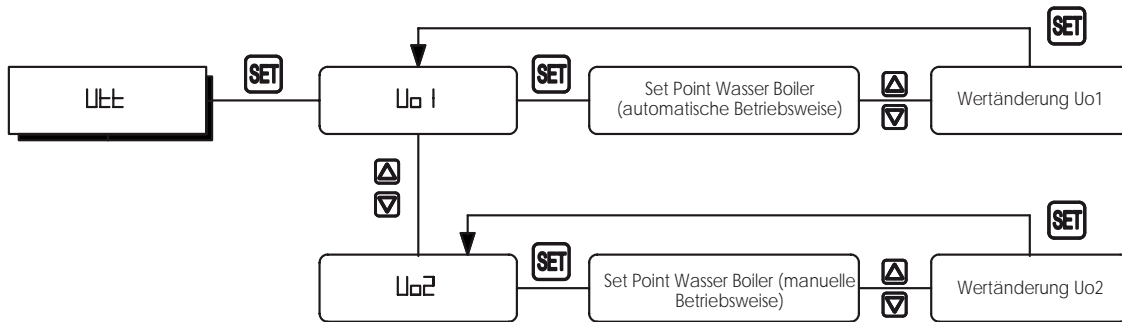 SET
Utt
SET
Uo1
SET
Set Point Wasser Boiler
(automatische Betriebsweise)
Wertänderung Uo1
SET
Uo2
SET
Set Point Wasser Boiler (manuelle
Betriebsweise)
Wertänderung Uo2